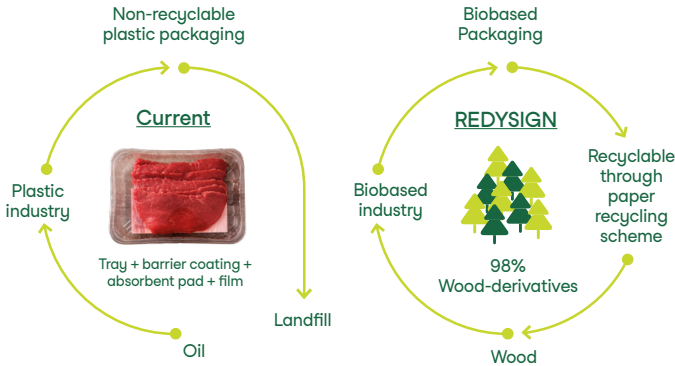 Non-recyclable
plastic packaging
Current
Plastic
industry
Tray + barrier coating +
absorbent pad + film
Landfill
Oil
Biobased
Packaging
REDYSIGN
Recyclable
through
paper
recycling
scheme
Biobased
industry
98%
Wood-derivatives
Wood